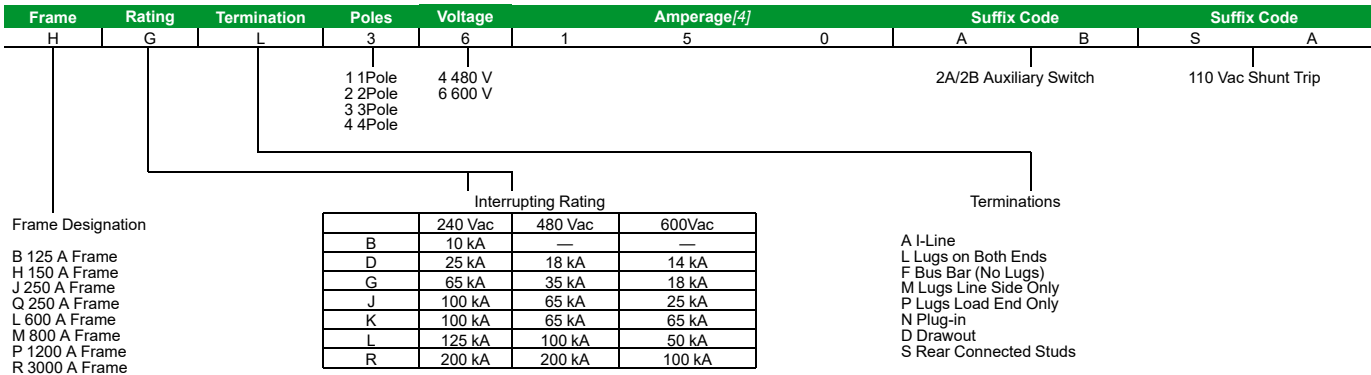 Frame Rating Termination Poles Voltage Amperage[4] Suffix Code Suffix Code
H G L 3 6 1 5 0 A B S A
1 1Pole
2 2Pole
3 3Pole
4 4Pole
4 480 V
6 600 V
2A/2B Auxiliary Switch
110 Vac Shunt Trip
Frame Designation
B 125 A Frame
H 150 A Frame
J 250 A Frame
Q 250 A Frame
L 600 A Frame
M 800 A Frame
P 1200 A Frame
R 3000 A Frame
Interrupting Rating
240 Vac 480 Vac 600Vac
B 10 kA — —
D 25 kA 18 kA 14 kA
G 65 kA 35 kA 18 kA
J 100 kA 65 kA 25 kA
K 100 kA 65 kA 65 kA
L 125 kA 100 kA 50 kA
R 200 kA 200 kA 100 kA
Terminations
A I-Line
L Lugs on Both Ends
F Bus Bar (No Lugs)
M Lugs Line Side Only
P Lugs Load End Only
N Plug-in
D Drawout
S Rear Connected Studs